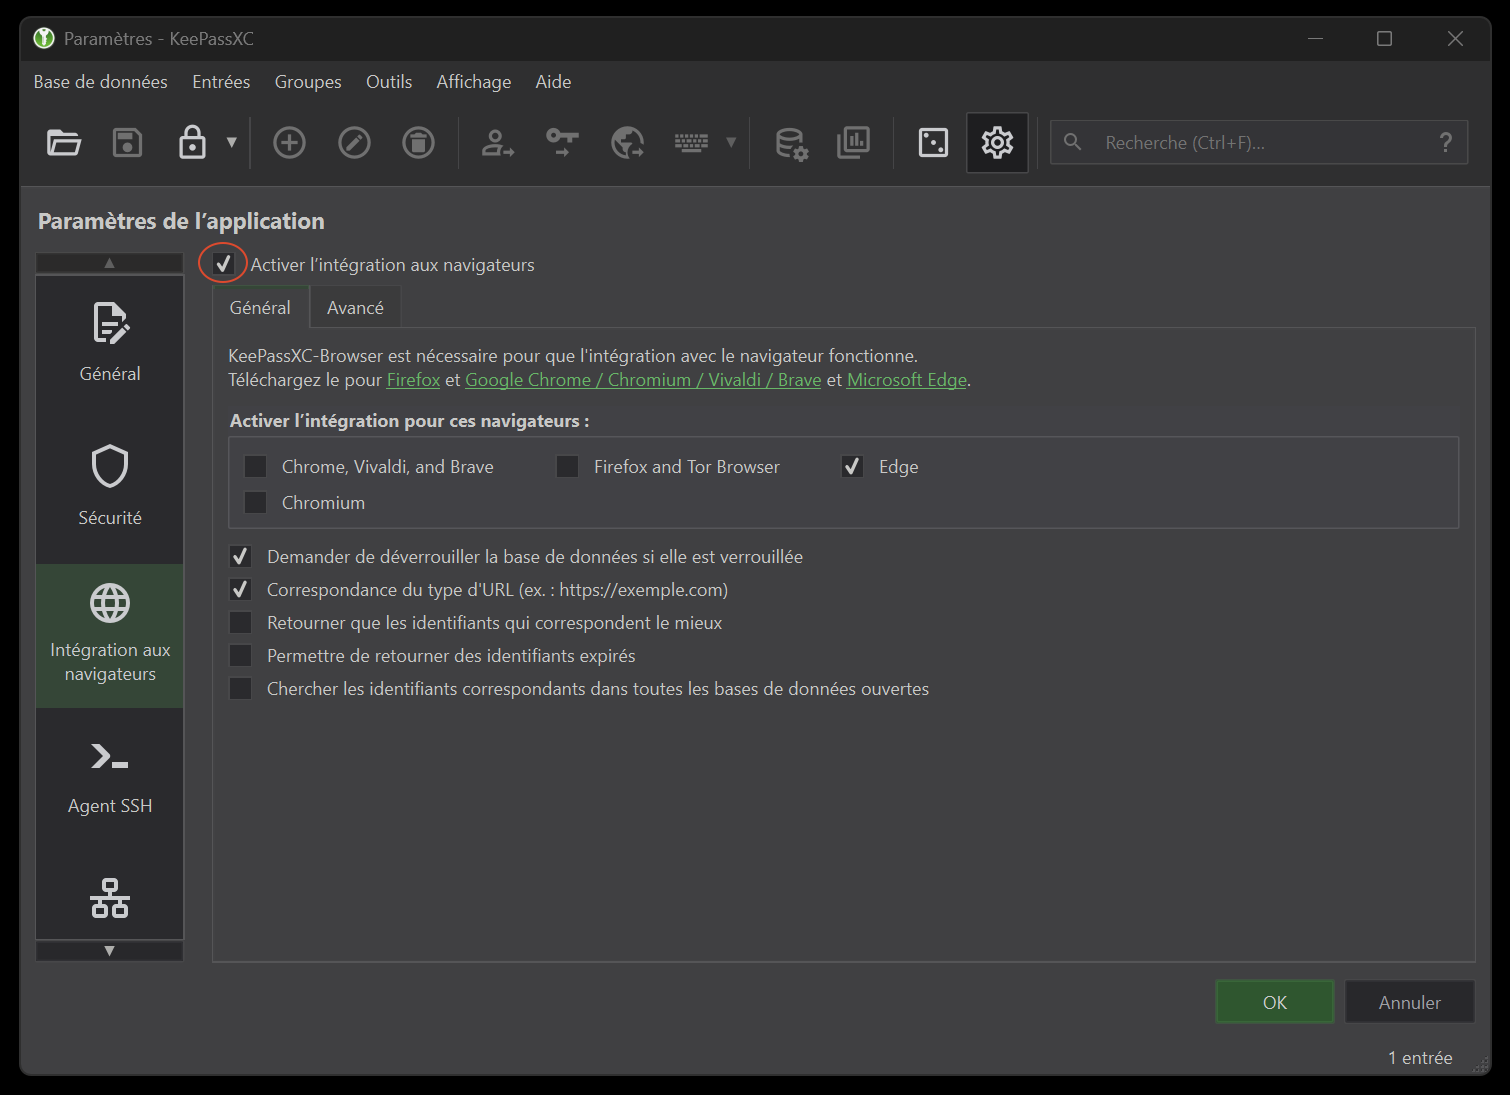 Paramètres - KeePassXC
Base de données Entrées Groupes Outils Affichage Aide
Recherche (Ctrl+F)... ?
Paramètres de l’application
Activer l’intégration aux navigateurs
Général Avancé
KeePassXC-Browser est nécessaire pour que l'intégration avec le navigateur fonctionne.
Téléchargez le pour Firefox et Google Chrome / Chromium / Vivaldi / Brave et Microsoft Edge.
Activer l’intégration pour ces navigateurs :
Chrome, Vivaldi, and Brave Firefox and Tor Browser Edge
Chromium
Demander de déverrouiller la base de données si elle est verrouillée
Correspondance du type d'URL (ex. : https://exemple.com)
Retourner que les identifiants qui correspondent le mieux
Permettre de retourner des identifiants expirés
Chercher les identifiants correspondants dans toutes les bases de données ouvertes
Général
Sécurité
Intégration aux
navigateurs
Agent SSH
OK Annuler
1 entrée